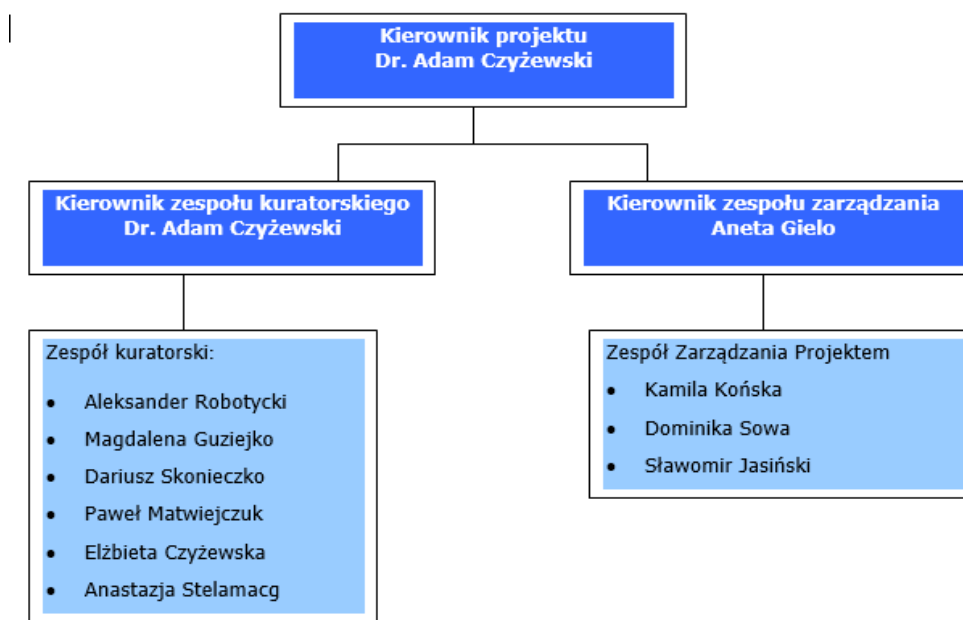 Kierownik projektu
Dr. Adam Czyżewski
Kierownik zespołu kuratorskiego
Dr. Adam Czyżewski
Kierownik zespołu zarządzania
Aneta Gielo
Zespół kuratorski:
• Aleksander Robotycki
• Magdalena Guziejko
• Dariusz Skonieczko
• Paweł Matwiejczuk
• Elżbieta Czyżewska
• Anastazja Stelamacg
Zespół Zarządzania Projektem
• Kamila Końska
• Dominika Sowa
• Sławomir Jasiński